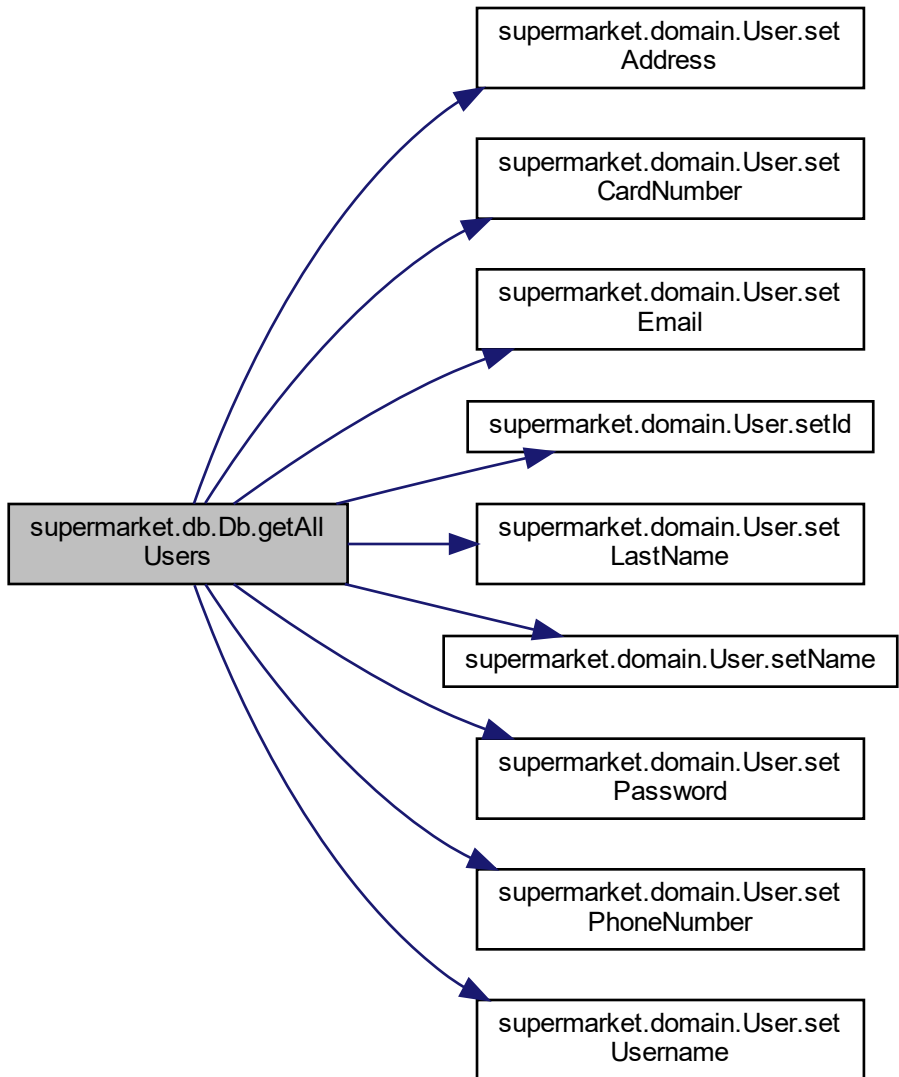 supermarket.domain.User.set
Address
supermarket.domain.User.set
CardNumber
supermarket.domain.User.set
Email
supermarket.domain.User.setId
supermarket.db.Db.getAll
Users
supermarket.domain.User.set
LastName
supermarket.domain.User.setName
supermarket.domain.User.set
Password
supermarket.domain.User.set
PhoneNumber
supermarket.domain.User.set
Username